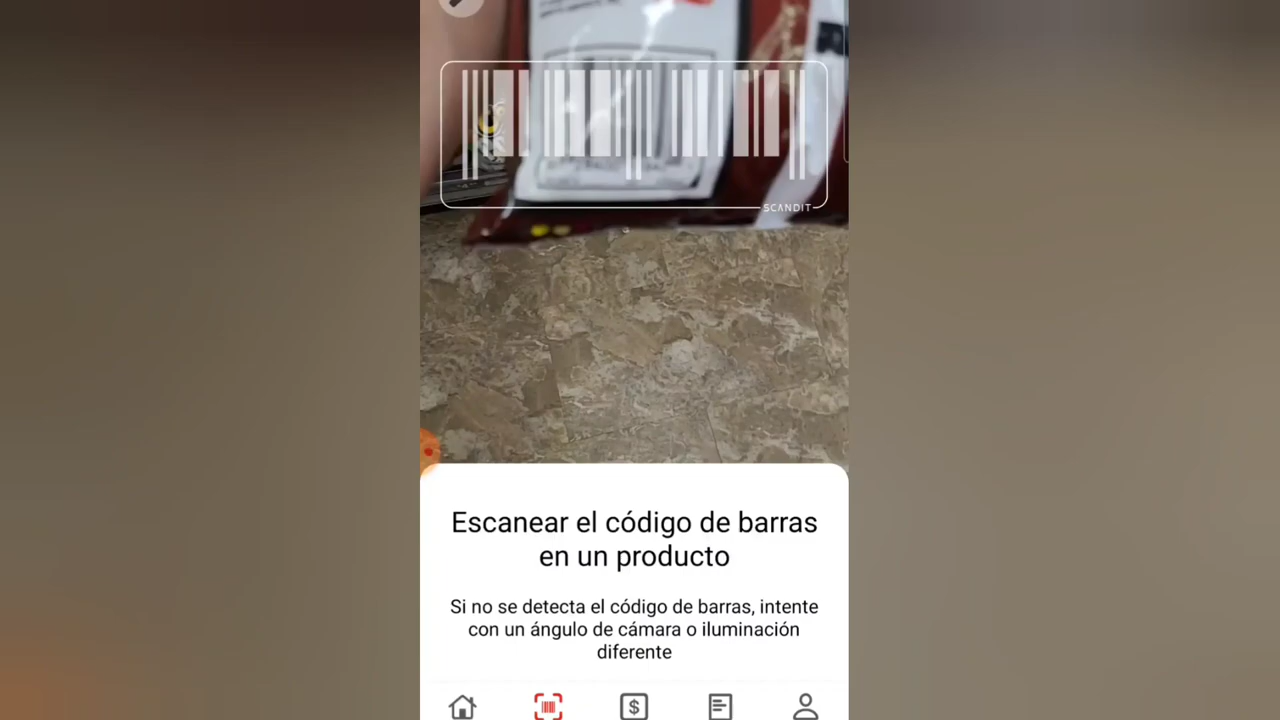 SCANDIT
Escanear el código de barras
en un producto
Si no se detecta el código de barras, intente
con un ángulo de cámara o iluminación
diferente
$